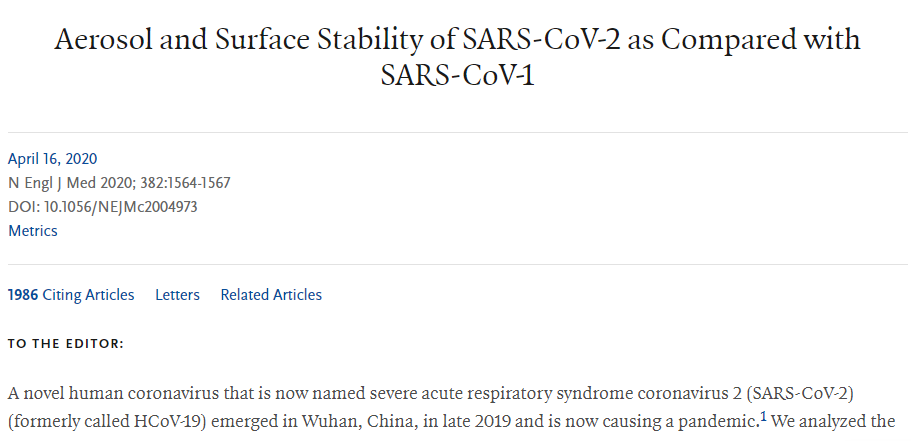 Aerosol and Surface Stability of SARS-CoV-2 as Compared with
SARS-CoV-1
April 16, 2020
N Engl J Med 2020; 382:1564-1567
DOI: 10.1056/NEJMc2004973
Metrics
1986 Citing Articles Letters Related Articles
TO THE EDITOR:
A novel human coronavirus that is now named severe acute respiratory syndrome coronavirus 2 (SARS-CoV-2)
(formerly called HCoV-19) emerged in Wuhan, China, in late 2019 and is now causing a pandemic.1 We analyzed the